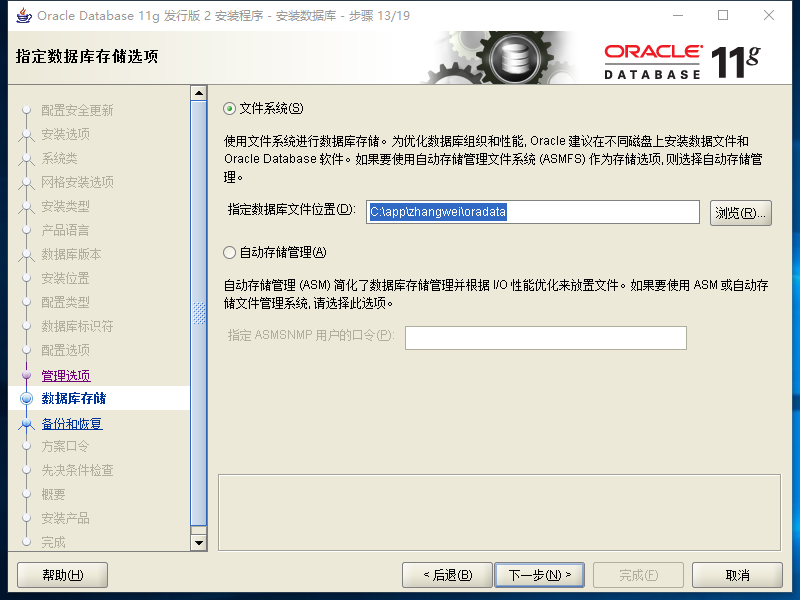 Oracle Database 11g 发行版 2 安装程序 - 安装数据库 - 步骤 13/19
指定数据库存储选项
ORACLE
DATABASE
11g
配置安全更新
安装选项
系统类
网格安装选项
安装类型
产品语言
数据库版本
安装位置
配置类型
数据库标识符
配置选项
管理选项
数据库存储
备份和恢复
方案口令
先决条件检查
概要
安装产品
完成
文件系统(S)
使用文件系统进行数据库存储。为优化数据库组织和性能, Oracle 建议在不同磁盘上安装数据文件和
Oracle Database 软件。如果要使用自动存储管理文件系统 (ASMFS) 作为存储选项, 则选择自动存储管
理。
指定数据库文件位置(D): C:\app\zhangwei\oradata 浏览(R)...
自动存储管理(A)
自动存储管理 (ASM) 简化了数据库存储管理并根据 I/O 性能优化来放置文件。如果要使用 ASM 或自动存
储文件管理系统, 请选择此选项。
指定 ASMSNMP 用户的口令(P):
帮助(H) < 后退(B) 下一步(N) > 完成(F) 取消